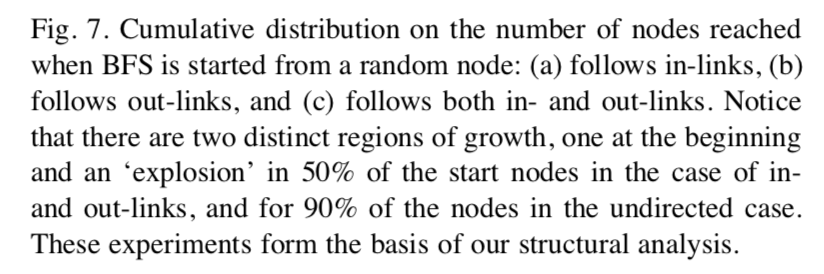 Fig. 7. Cumulative distribution on the number of nodes reached
when BFS is started from a random node: (a) follows in-links, (b)
follows out-links, and (c) follows both in- and out-links. Notice
that there are two distinct regions of growth, one at the beginning
and an ‘explosion’ in 50% of the start nodes in the case of in-
and out-links, and for 90% of the nodes in the undirected case.
These experiments form the basis of our structural analysis.